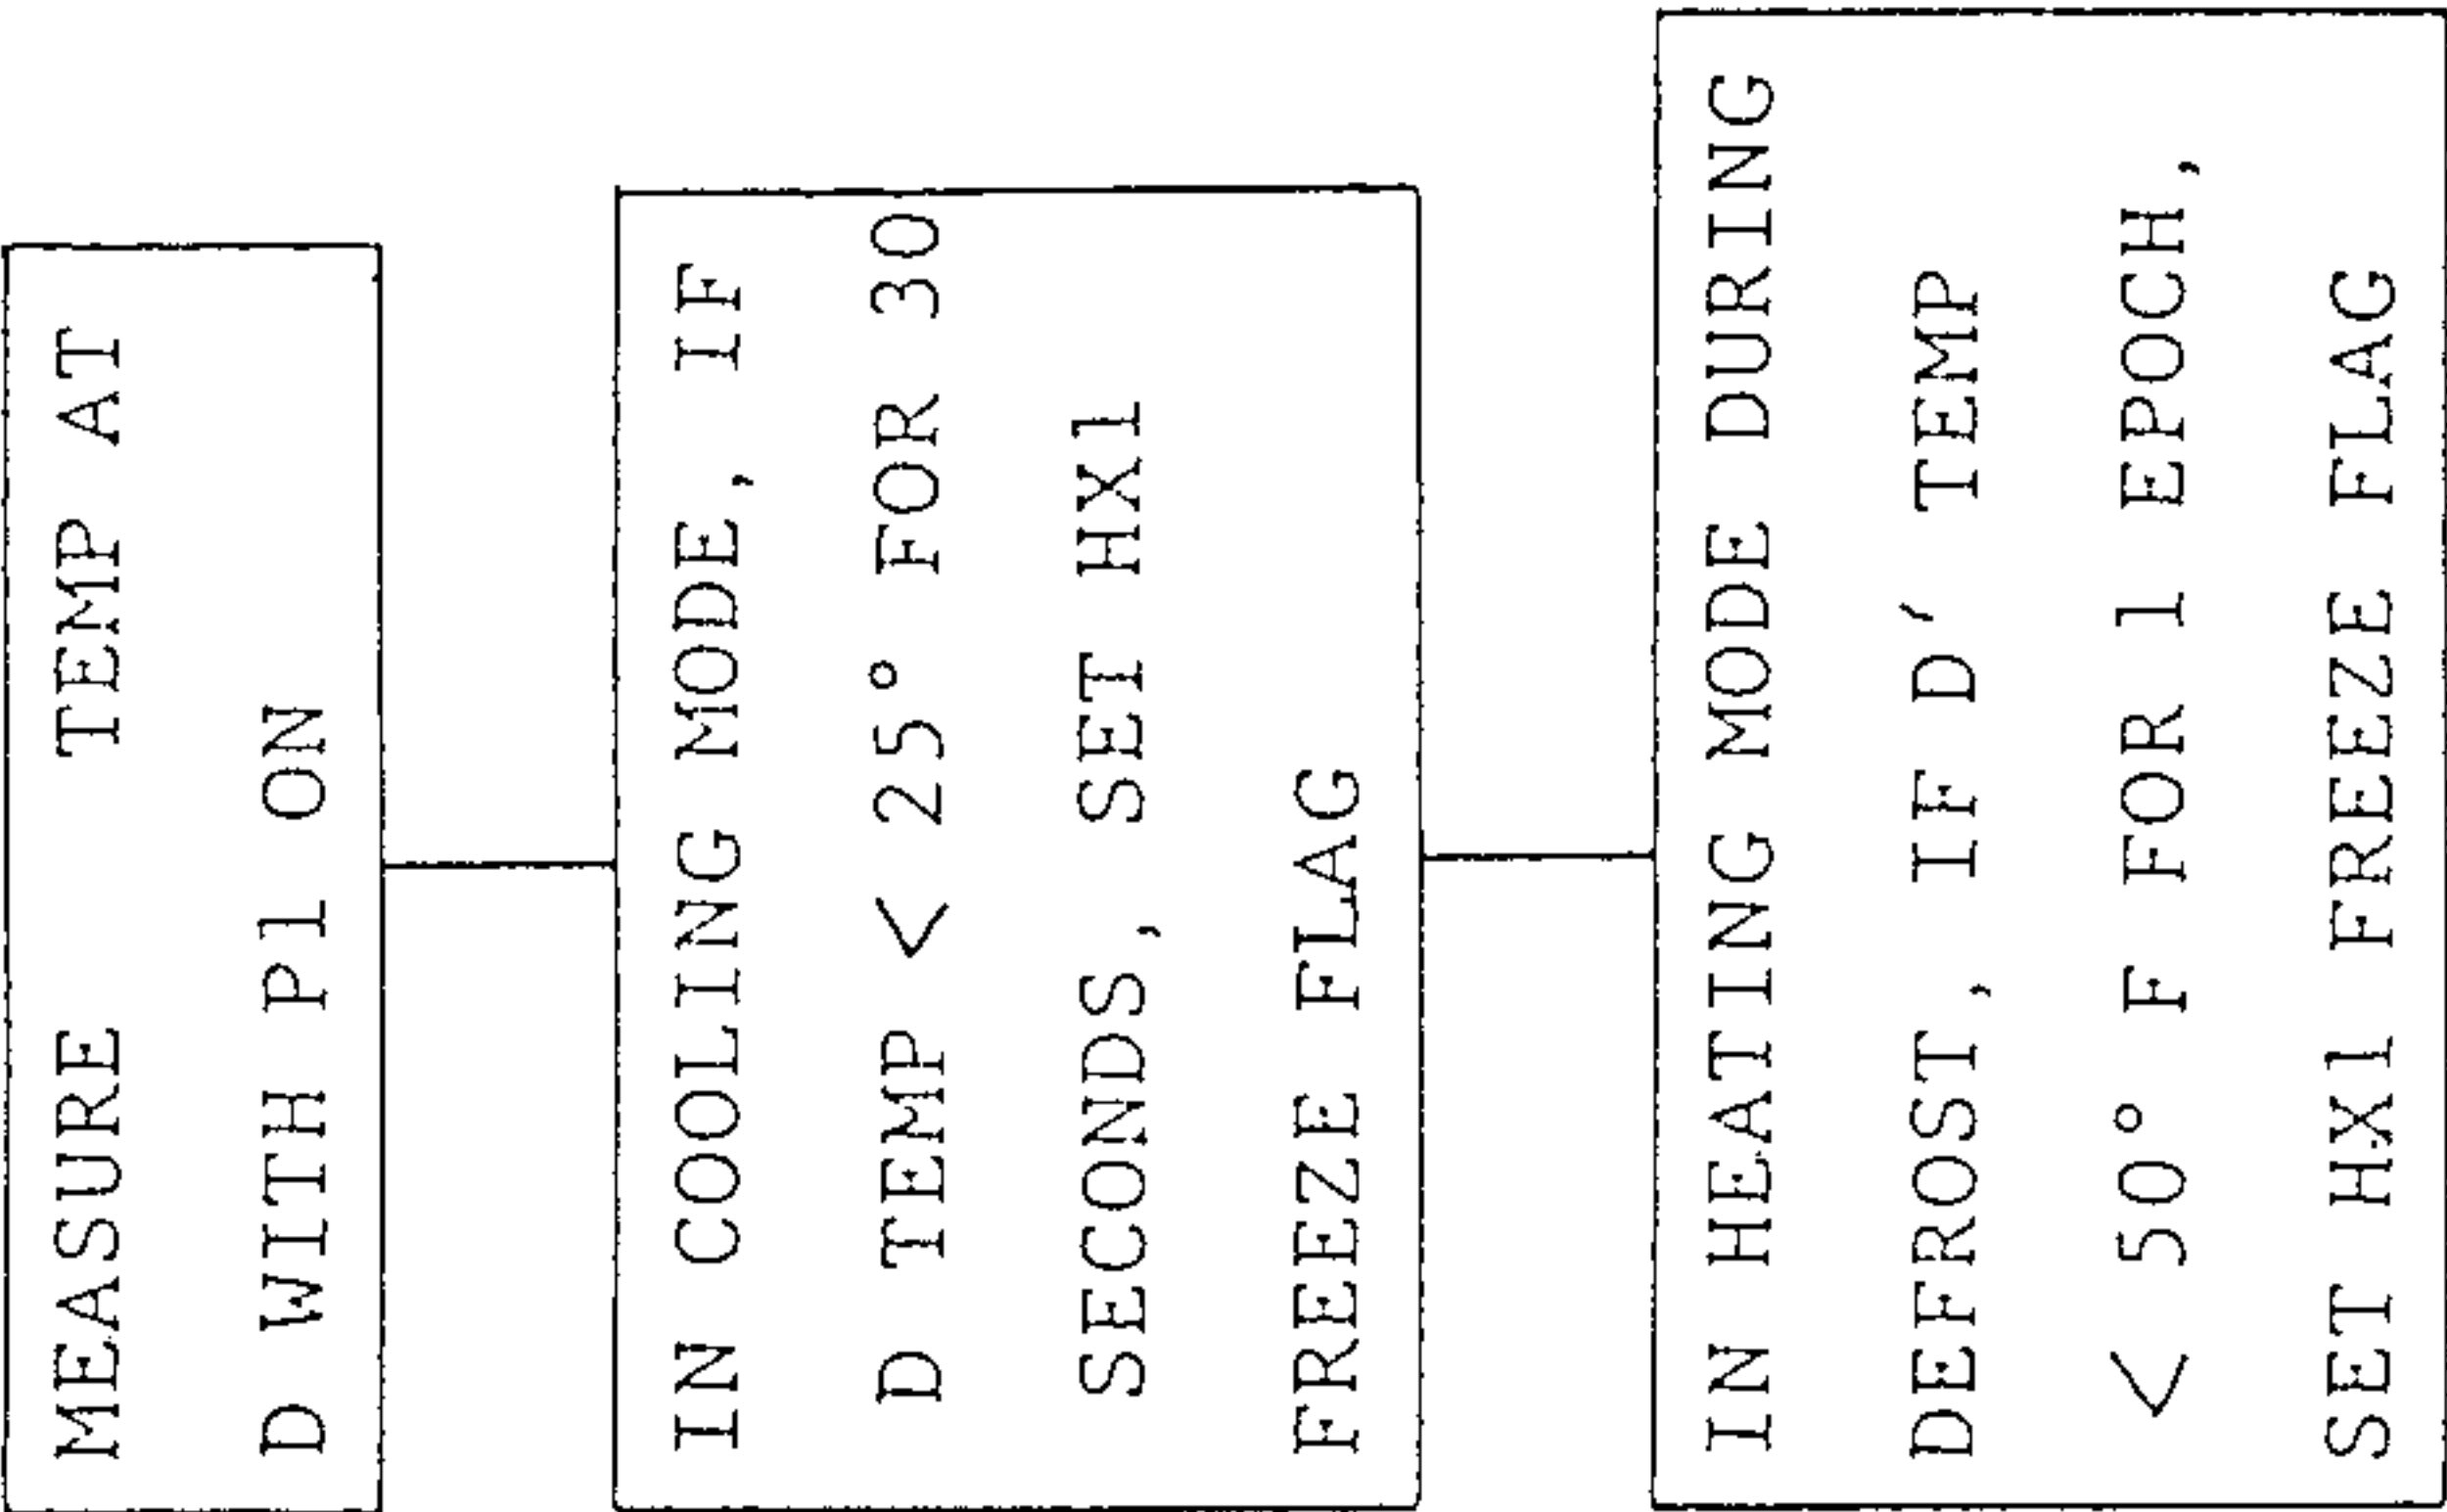 MEASURE TEMP AT
D WITH P1 ON
IN COOLING MODE, IF
D TEMP < 25° FOR 30
SECONDS, SET HX1
FREEZE FLAG
IN HEATING MODE DURING
DEFROST, IF D' TEMP
< 50° F FOR 1 EPOCH,
SET HX1 FREEZE FLAG